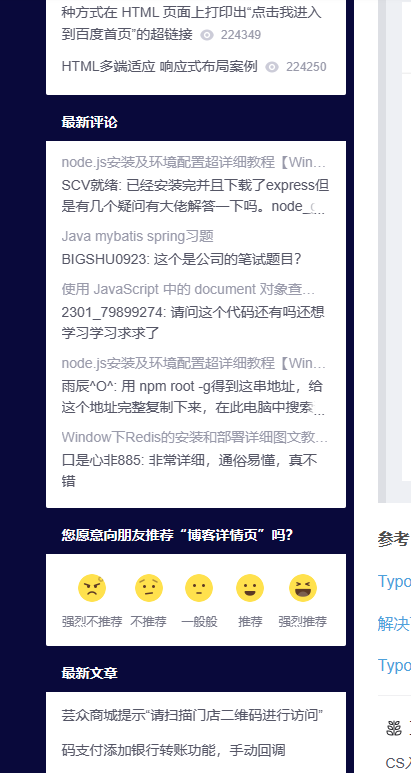 种方式在 HTML 页面上打印出“点击我进入
到百度首页”的超链接 224349
HTML多端适应 响应式布局案例 224250
最新评论
node.js安装及环境配置超详细教程【Win...
SCV就绪: 已经安装完并且下载了express但
是有几个疑问有大佬解答一下吗。node_...
Java mybatis spring习题
BIGSHU0923: 这个是公司的笔试题目？
使用 JavaScript 中的 document 对象查...
2301_79899274: 请问这个代码还有吗还想
学习学习求求了
node.js安装及环境配置超详细教程【Win...
雨辰^O^: 用 npm root -g得到这串地址，给
这个地址完整复制下来，在此电脑中搜索...
Window下Redis的安装和部署详细图文教...
口是心非885: 非常详细，通俗易懂，真不
错
您愿意向朋友推荐“博客详情页”吗？
强烈不推荐 不推荐 一般般 推荐 强烈推荐
最新文章
芸众商城提示“请扫描门店二维码进行访问”
码支付添加银行转账功能，手动回调
参考
Typo
解决
Typo
CS